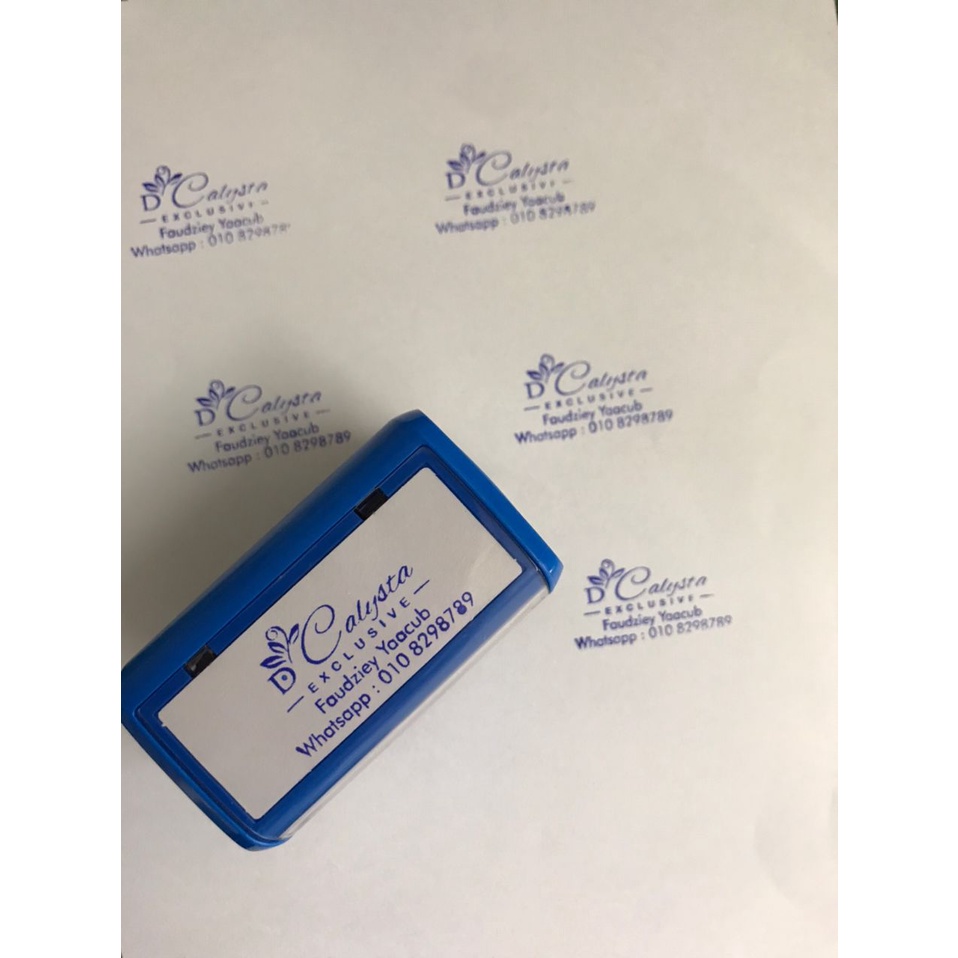 D'Calysta
— EXCLUSIVE —
Faudziey Yaacub
Whatsapp : 010 829878
D'Calysta
— EXCLUSIVE —
Faudziey Yaacub
Whatsapp : 010 8298789
D'Calysta
— EXCLUSIVE —
Faudziey Yaacub
Whatsapp : 010 8298789
D'Calysta
— EXCLUSIVE —
Faudziey Yaacub
Whatsapp : 010 8298789
D'Calysta
— EXCLUSIVE —
Faudziey Yaacub
Whatsapp : 010 8298789
D'Calysta
— EXCLUSIVE —
Faudziey Yaacub
Whatsapp : 010 8298789